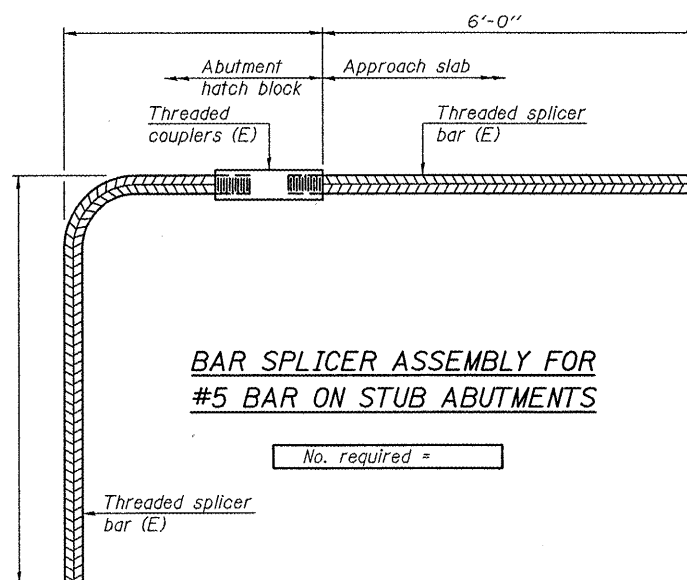 6'-0"
Abutment
hatch block
Approach slab
Threaded
couplers (E)
Threaded splicer
bar (E)
BAR SPLICER ASSEMBLY FOR
#5 BAR ON STUB ABUTMENTS
No. required =
Threaded splicer
bar (E)